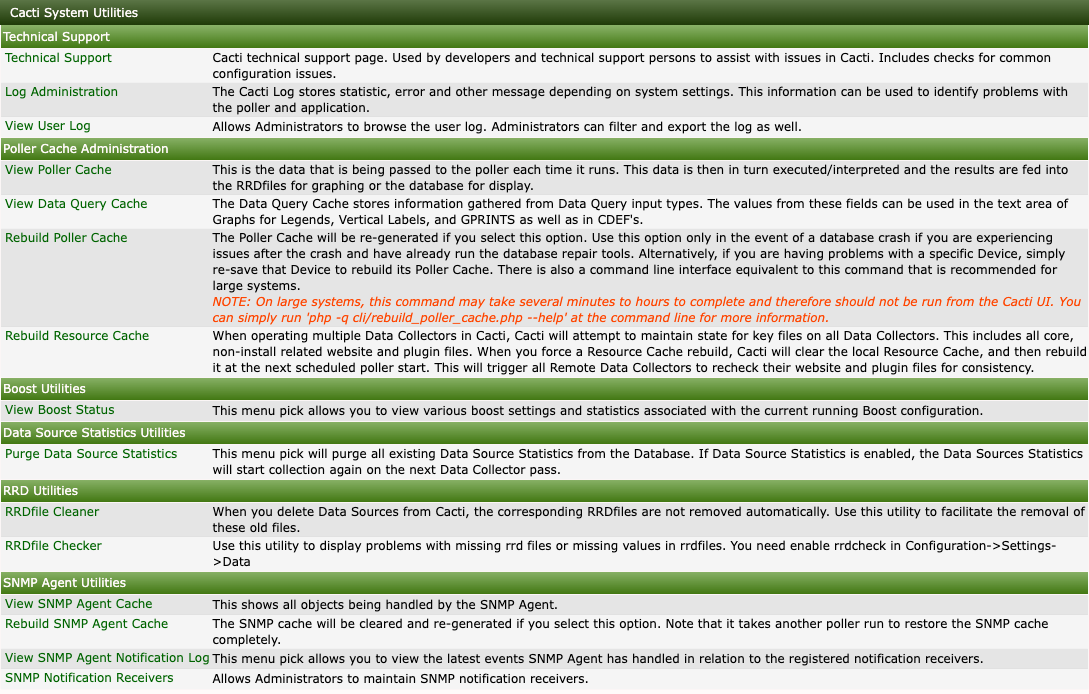 Cacti System Utilities
Technical Support
Technical Support
Cacti technical support page. Used by developers and technical support persons to assist with issues in Cacti. Includes checks for common
configuration issues.
Log Administration
The Cacti Log stores statistic, error and other message depending on system settings. This information can be used to identify problems with
the poller and application.
View User Log
Allows Administrators to browse the user log. Administrators can filter and export the log as well.
Poller Cache Administration
View Poller Cache
This is the data that is being passed to the poller each time it runs. This data is then in turn executed/interpreted and the results are fed into
the RRDfiles for graphing or the database for display.
View Data Query Cache
The Data Query Cache stores information gathered from Data Query input types. The values from these fields can be used in the text area of
Graphs for Legends, Vertical Labels, and GPRINTS as well as in CDEF's.
Rebuild Poller Cache
The Poller Cache will be re-generated if you select this option. Use this option only in the event of a database crash if you are experiencing
issues after the crash and have already run the database repair tools. Alternatively, if you are having problems with a specific Device, simply
re-save that Device to rebuild its Poller Cache. There is also a command line interface equivalent to this command that is recommended for
large systems.
NOTE: On large systems, this command may take several minutes to hours to complete and therefore should not be run from the Cacti UI. You
can simply run 'php -q cli/rebuild_poller_cache.php --help' at the command line for more information.
Rebuild Resource Cache
When operating multiple Data Collectors in Cacti, Cacti will attempt to maintain state for key files on all Data Collectors. This includes all core,
non-install related website and plugin files. When you force a Resource Cache rebuild, Cacti will clear the local Resource Cache, and then rebuild
it at the next scheduled poller start. This will trigger all Remote Data Collectors to recheck their website and plugin files for consistency.
Boost Utilities
View Boost Status
This menu pick allows you to view various boost settings and statistics associated with the current running Boost configuration.
Data Source Statistics Utilities
Purge Data Source Statistics
This menu pick will purge all existing Data Source Statistics from the Database. If Data Source Statistics is enabled, the Data Sources Statistics
will start collection again on the next Data Collector pass.
RRD Utilities
RRDfile Cleaner
When you delete Data Sources from Cacti, the corresponding RRDfiles are not removed automatically. Use this utility to facilitate the removal of
these old files.
RRDfile Checker
Use this utility to display problems with missing rrd files or missing values in rrdfiles. You need enable rrdcheck in Configuration->Settings-
>Data
SNMP Agent Utilities
View SNMP Agent Cache
This shows all objects being handled by the SNMP Agent.
Rebuild SNMP Agent Cache
The SNMP cache will be cleared and re-generated if you select this option. Note that it takes another poller run to restore the SNMP cache
completely.
View SNMP Agent Notification Log
This menu pick allows you to view the latest events SNMP Agent has handled in relation to the registered notification receivers.
SNMP Notification Receivers
Allows Administrators to maintain SNMP notification receivers.